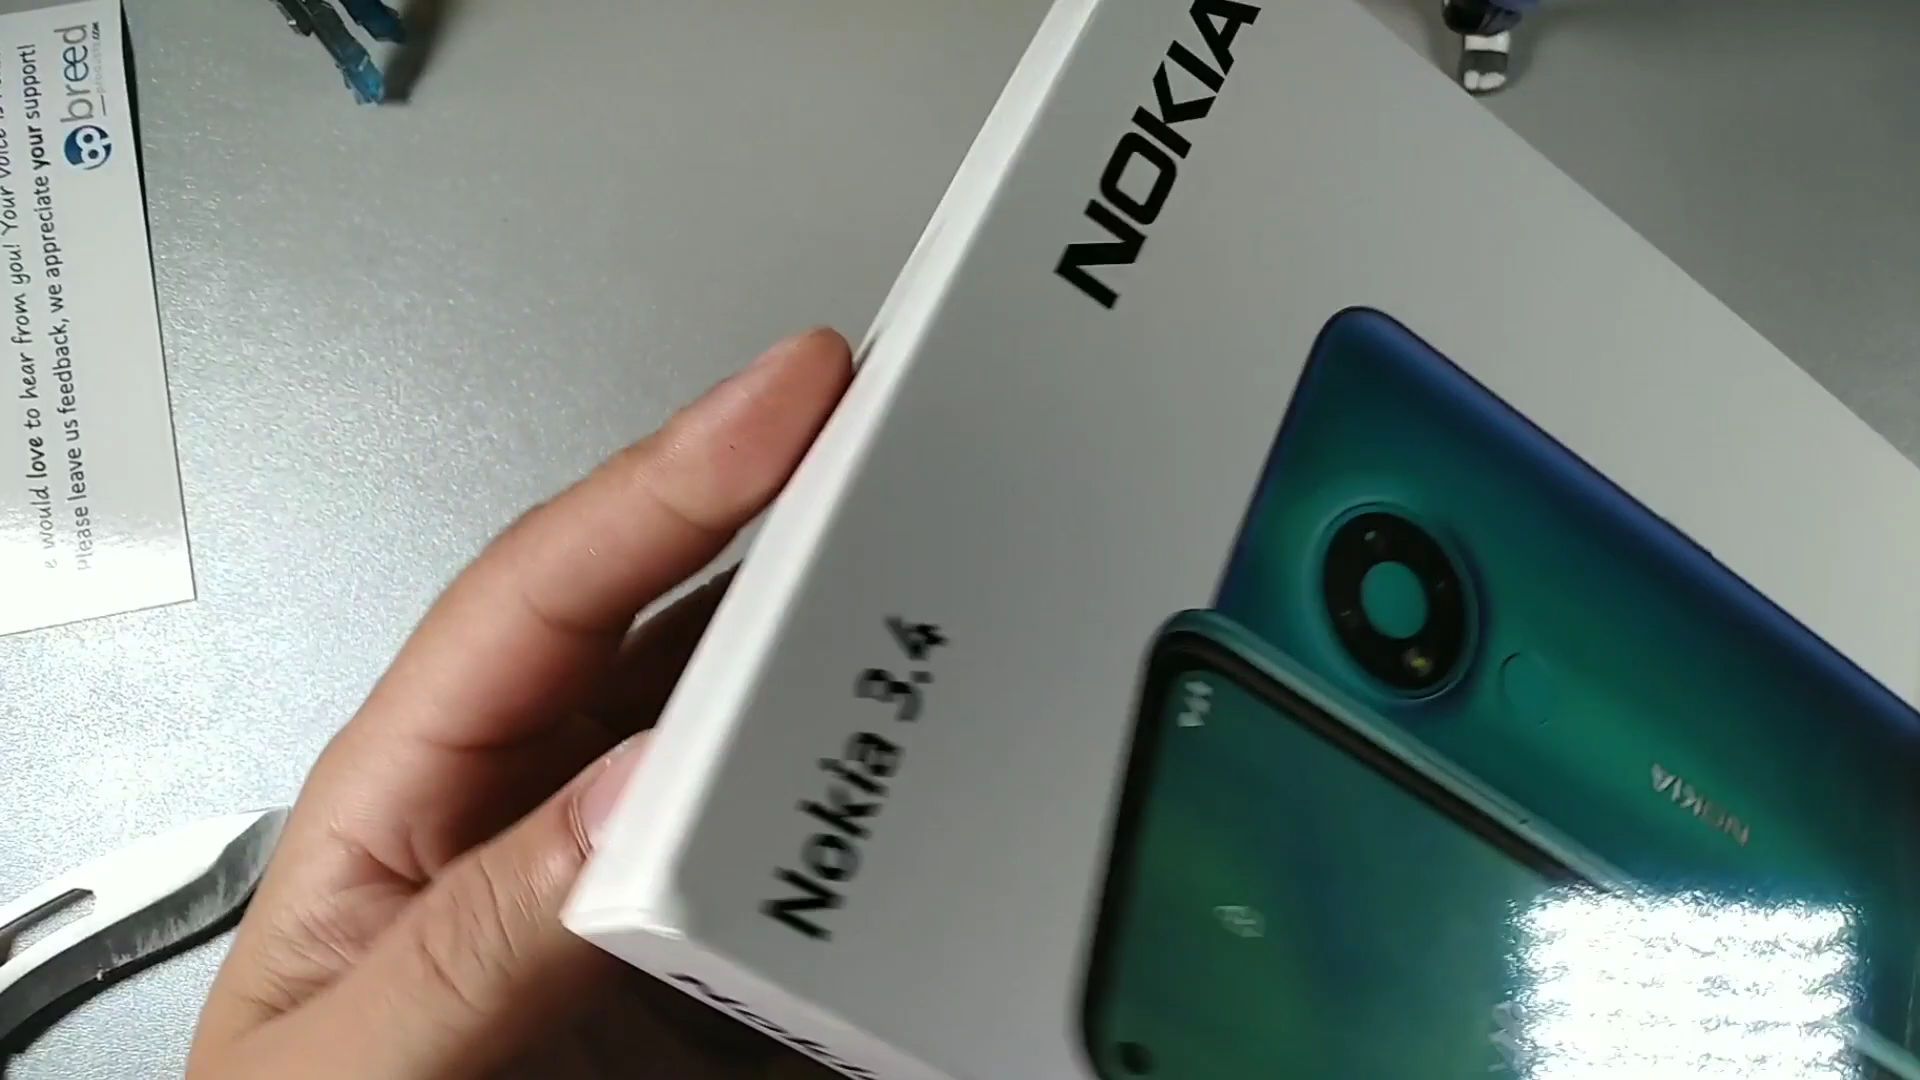 would love to hear from you! Your voice is
please leave us feedback, we appreciate your support!
breed
NOKIA
Nokia 3.4
NOKIA
Nokia